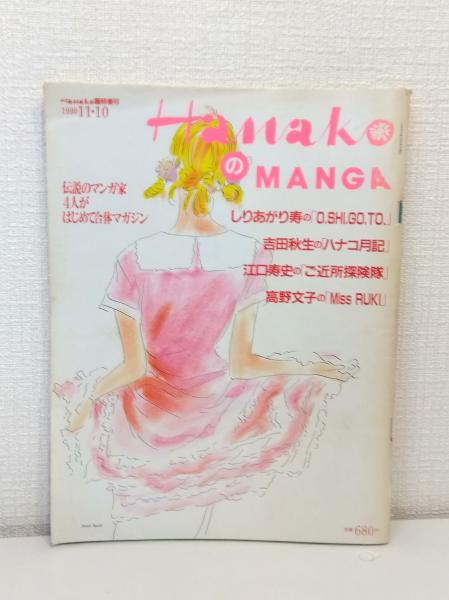 Hanako臨時増刊
1990 11・10
Hanako
の MANGA
伝説のマンガ家
4人が
はじめて合体マガジン
しりあがり寿の「O.SHI.GO.TO.」
吉田秋生の「ハナコ月記」
江口寿史の「ご近所探険隊」
高野文子の「Miss RUKI」
680